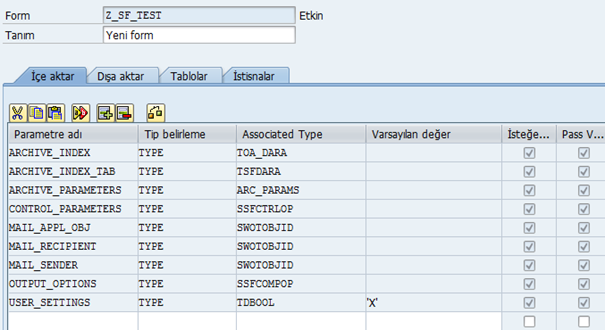 Form Z_SF_TEST Etkin
Tanım Yeni form
İçe aktar Dışa aktar Tablolar İstisnalar
Parametre adı Tip belirleme Associated Type Varsayılan değer İsteğe... Pass V...
ARCHIVE_INDEX TYPE TOA_DARA
ARCHIVE_INDEX_TAB TYPE TSFDARA
ARCHIVE_PARAMETERS TYPE ARC_PARAMS
CONTROL_PARAMETERS TYPE SSFCTRLOP
MAIL_APPL_OBJ TYPE SWOTOBJID
MAIL_RECIPIENT TYPE SWOTOBJID
MAIL_SENDER TYPE SWOTOBJID
OUTPUT_OPTIONS TYPE SSFCOMPOP
USER_SETTINGS TYPE TDBOOL 'X'